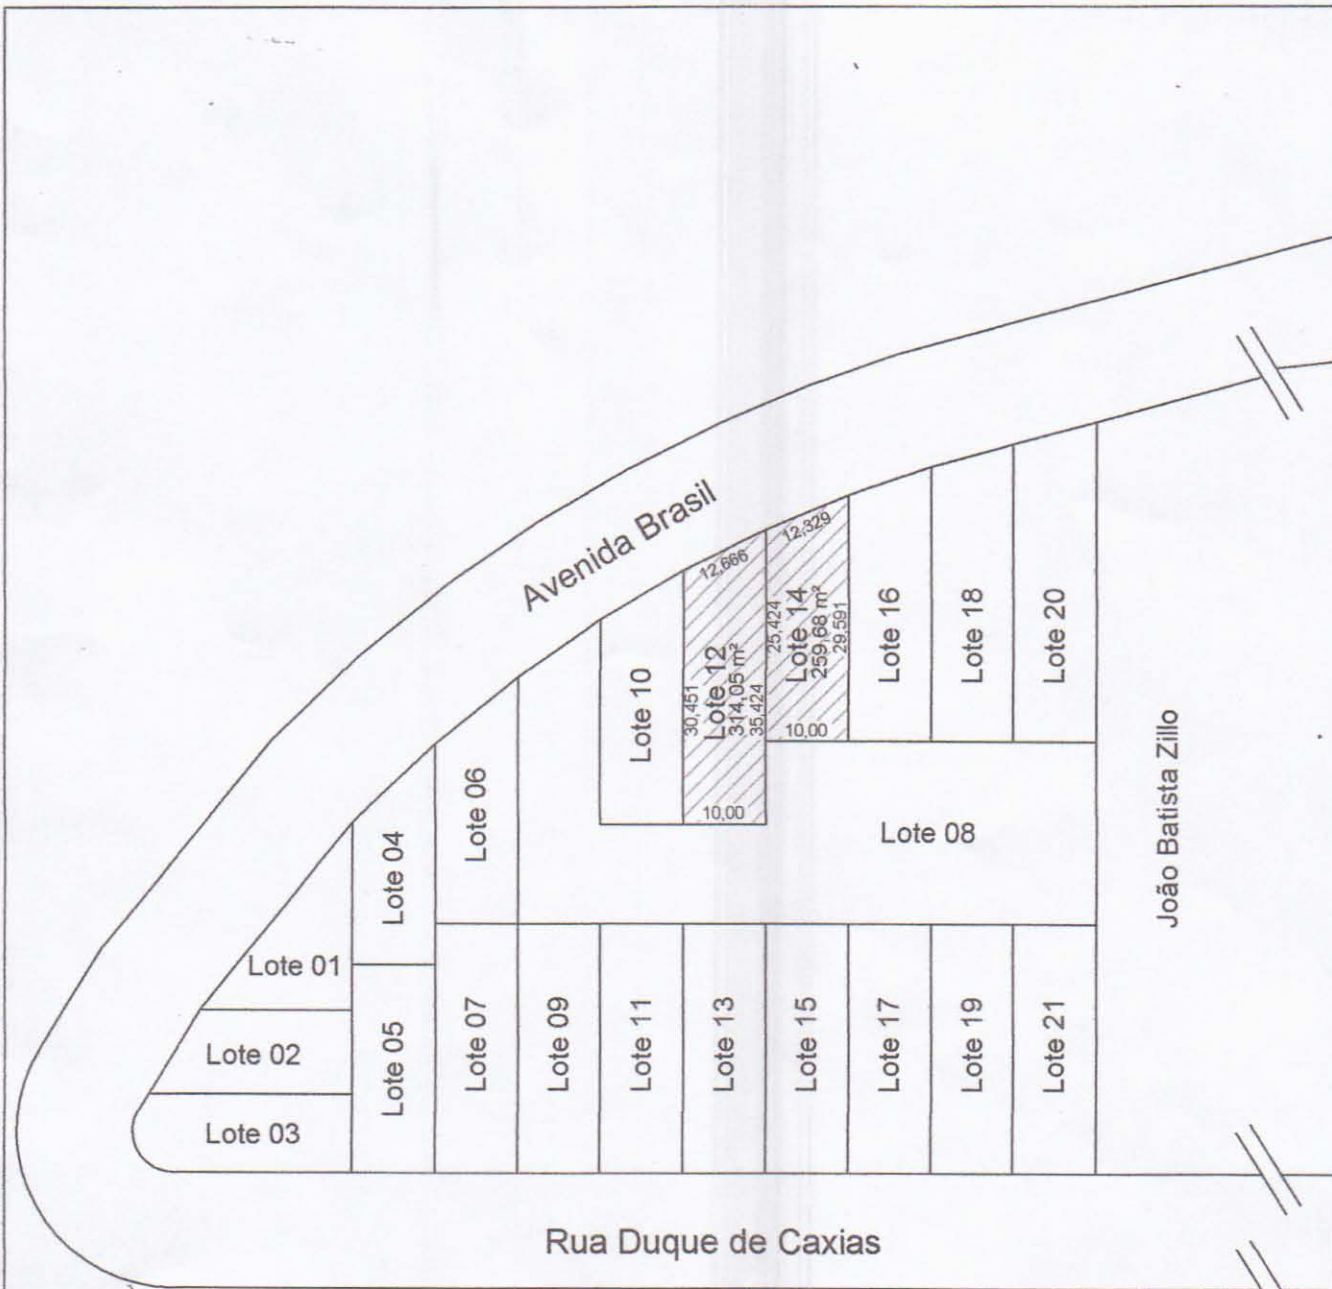 Avenida Brasil
12,666
12,329
30,451
Lote 12
314,05 m²
35,424
10,00
25,424
Lote 14
259,68 m²
29,591
10,00
Lote 16
Lote 18
Lote 20
Lote 10
Lote 06
Lote 04
Lote 08
João Batista Zillo
Lote 01
Lote 02
Lote 03
Lote 05
Lote 07
Lote 09
Lote 11
Lote 13
Lote 15
Lote 17
Lote 19
Lote 21
Rua Duque de Caxias